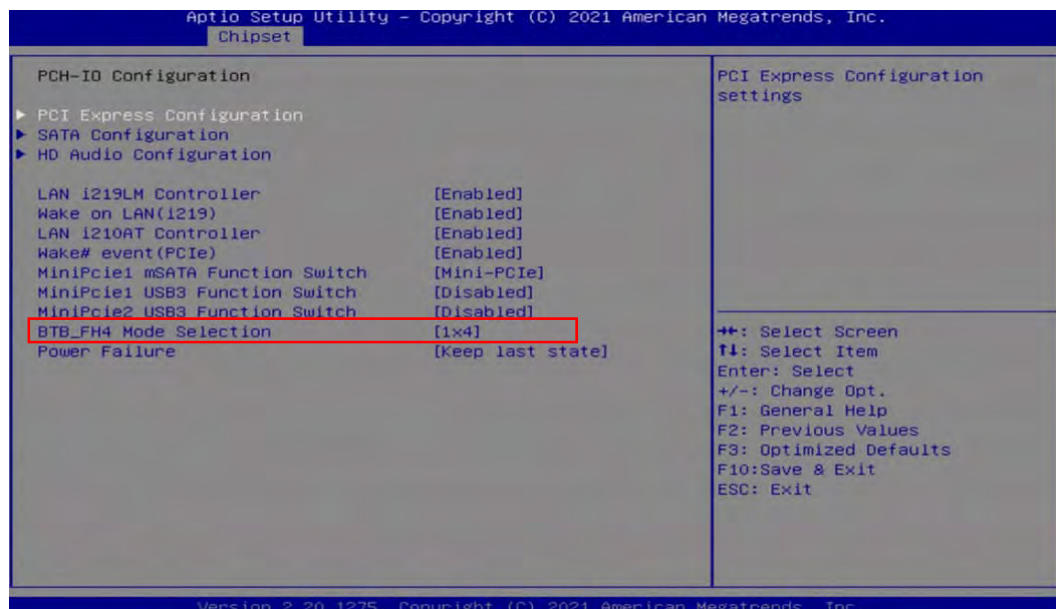 Aptio Setup Utility – Copyright (C) 2021 American Megatrends, Inc.
Chipset
PCH-IO Configuration
PCI Express Configuration
SATA Configuration
HD Audio Configuration
LAN i219LM Controller [Enabled]
Wake on LAN(i219) [Enabled]
LAN i210AT Controller [Enabled]
Wake# event(PCIe) [Enabled]
MiniPcie1 mSATA Function Switch [Mini-PCIe]
MiniPcie1 USB3 Function Switch [Disabled]
MiniPcie2 USB3 Function Switch [Disabled]
BTB_FH4 Mode Selection [1x4]
Power Failure [Keep last state]
PCI Express Configuration
settings
→←: Select Screen
↑↓: Select Item
Enter: Select
+/-: Change Opt.
F1: General Help
F2: Previous Values
F3: Optimized Defaults
F10:Save & Exit
ESC: Exit
Version 2.20.1275. Copyright (C) 2021 American Megatrends, Inc.